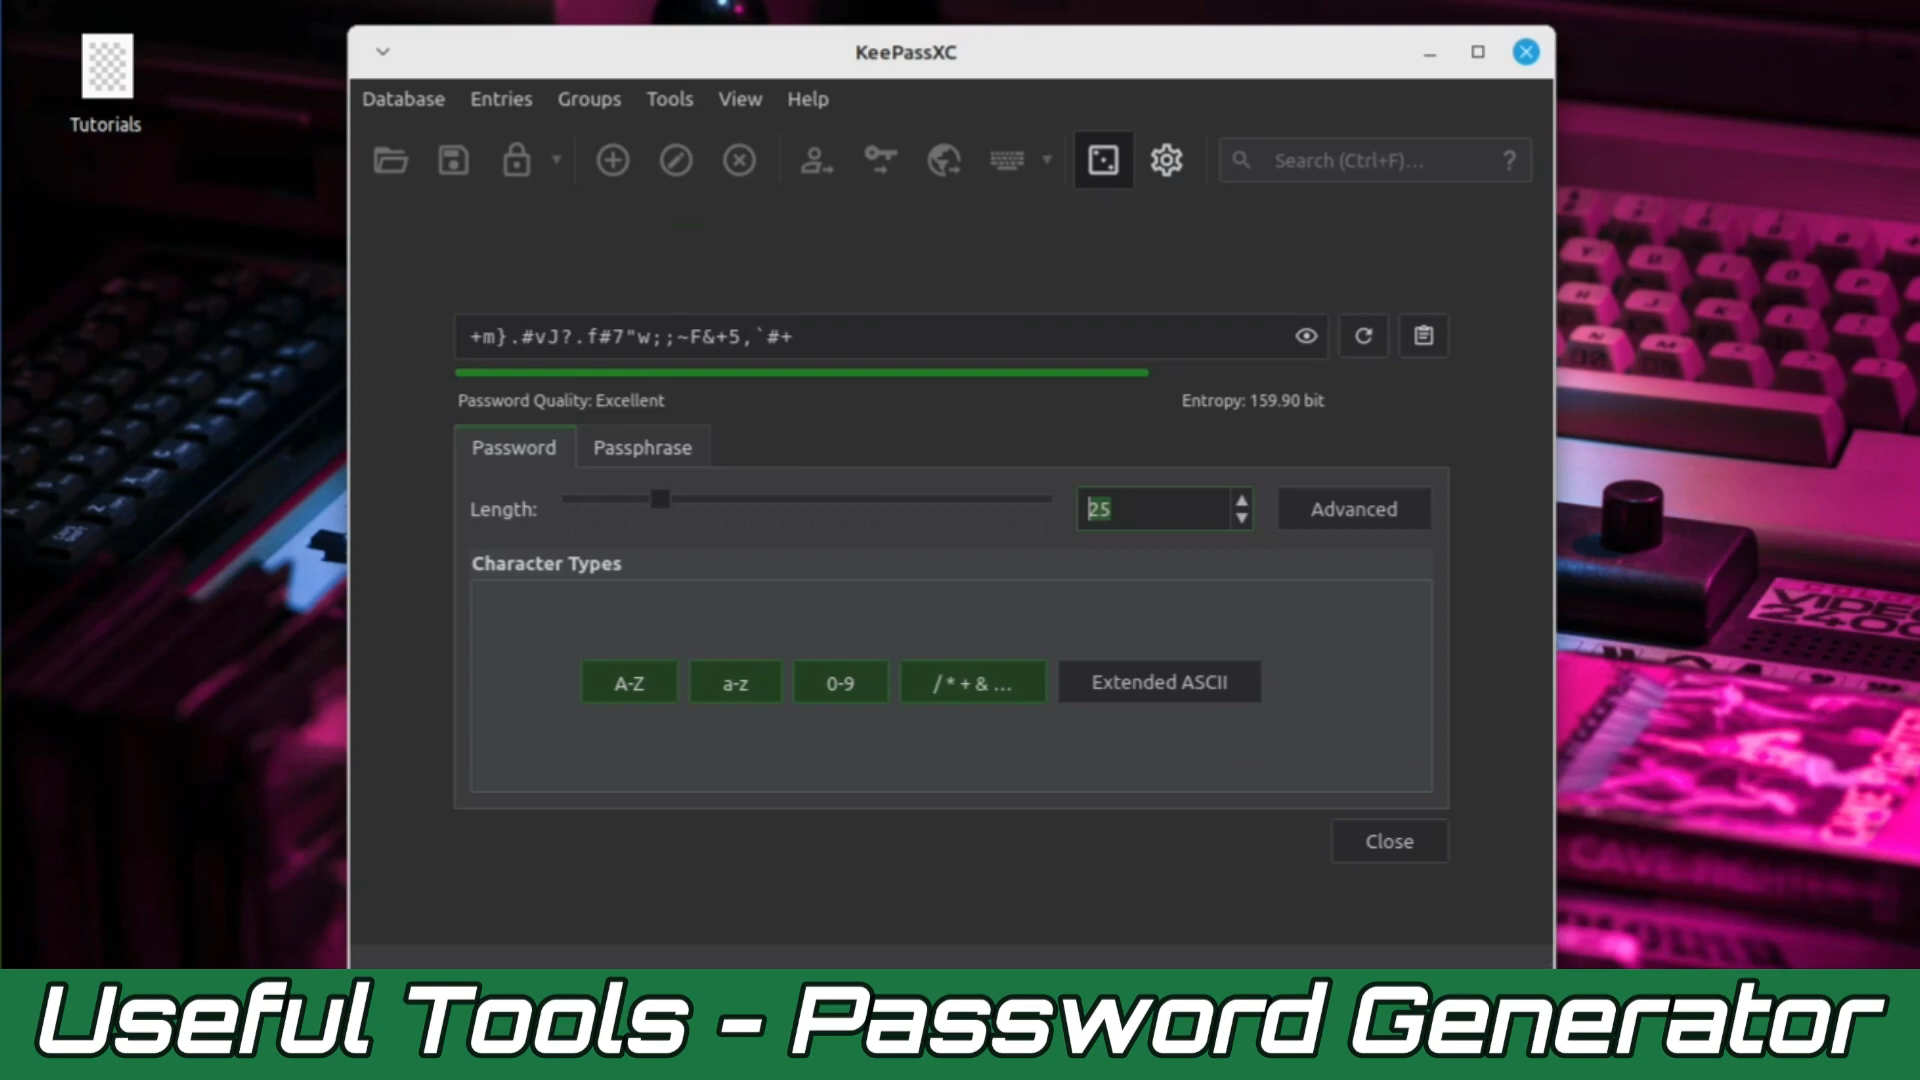 Tutorials
KeePassXC
Database Entries Groups Tools View Help
Search (Ctrl+F)... ?
+m}.#vJ?.f#7"w;;~F&+5,`#+
Password Quality: Excellent Entropy: 159.90 bit
Password Passphrase
Length: 25 Advanced
Character Types
A-Z a-z 0-9 / * + & ... Extended ASCII
Close
Useful Tools - Password Generator